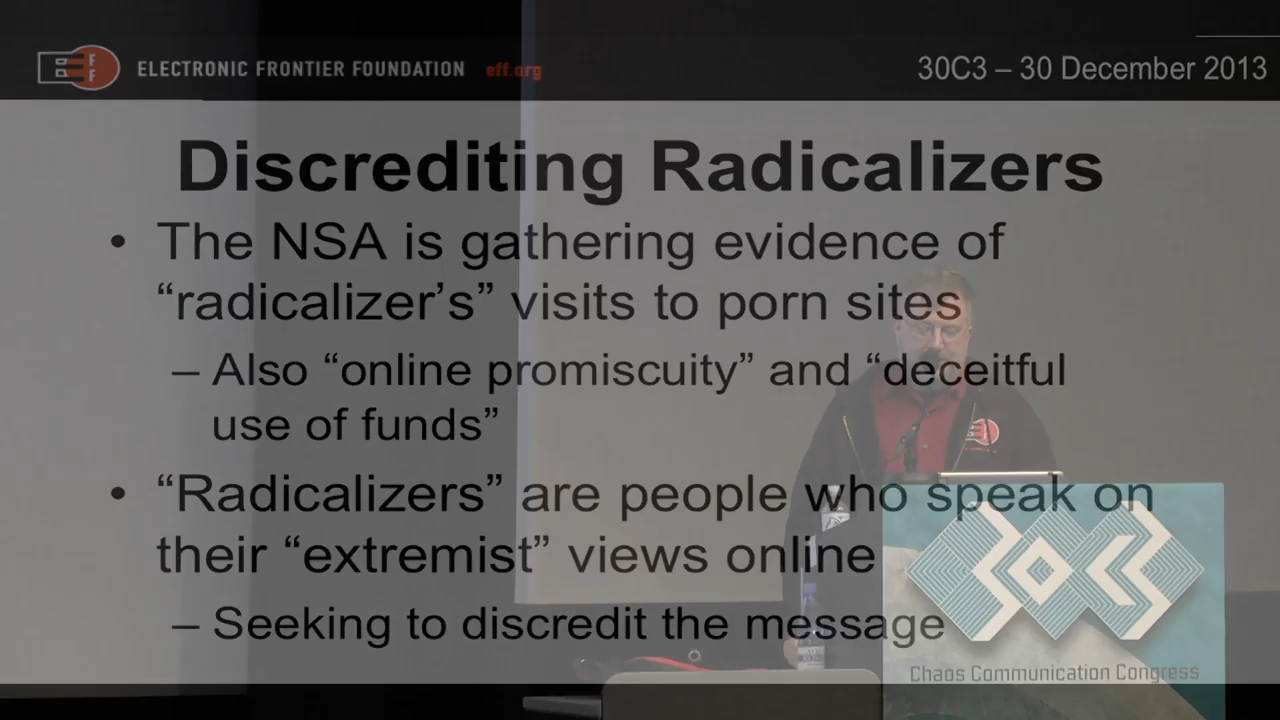 ELECTRONIC FRONTIER FOUNDATION eff.org
30C3 – 30 December 2013
Discrediting Radicalizers
• The NSA is gathering evidence of
“radicalizer’s” visits to porn sites
– Also “online promiscuity” and “deceitful
use of funds”
• “Radicalizers” are people who speak on
their “extremist” views online
– Seeking to discredit the message
Chaos Communication Congress